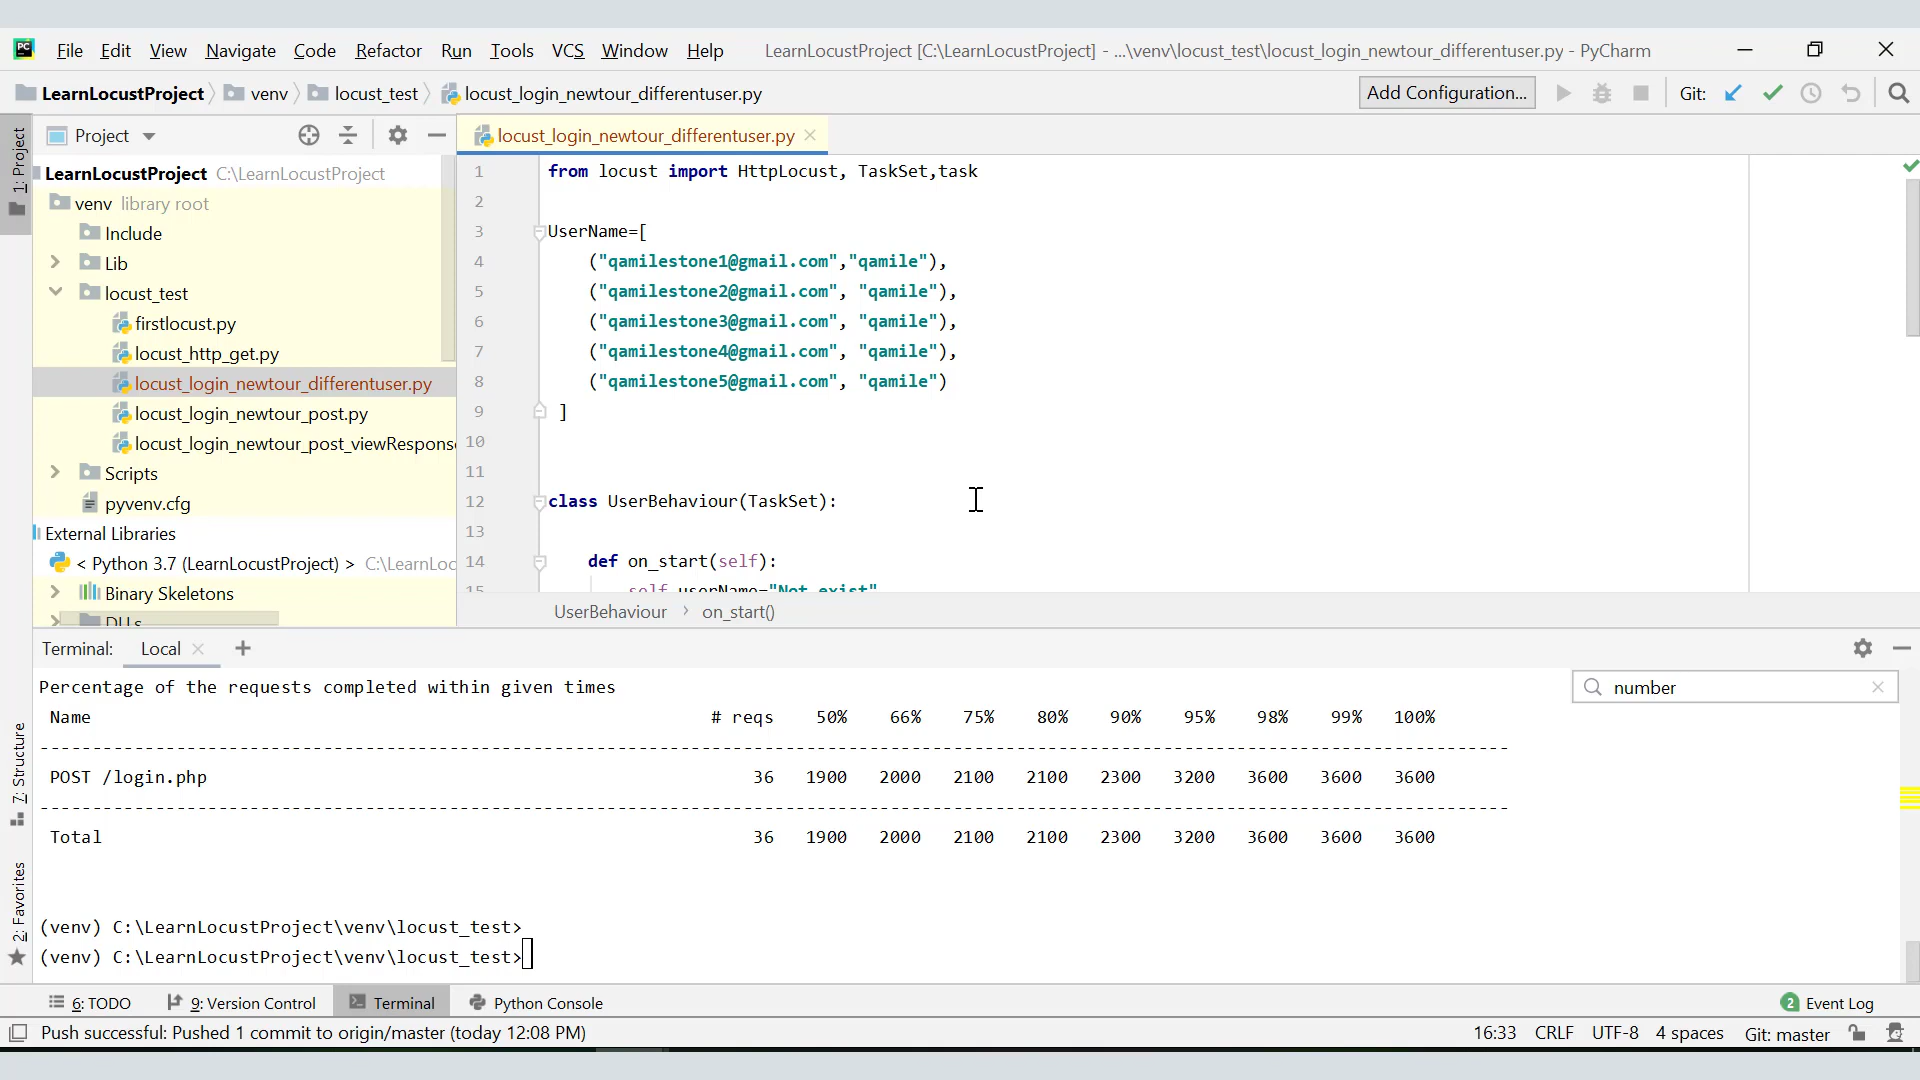 PC File Edit View Navigate Code Refactor Run Tools VCS Window Help LearnLocustProject [C:\LearnLocustProject] - ...\venv\locust_test\locust_login_newtour_differentuser.py - PyCharm
LearnLocustProject venv locust_test locust_login_newtour_differentuser.py Add Configuration... Git:
1: Project
Project
LearnLocustProject C:\LearnLocustProject
venv library root
Include
Lib
locust_test
firstlocust.py
locust_http_get.py
locust_login_newtour_differentuser.py
locust_login_newtour_post.py
locust_login_newtour_post_viewRespons
Scripts
pyvenv.cfg
External Libraries
< Python 3.7 (LearnLocustProject) > C:\LearnLoc
Binary Skeletons
DLLs
locust_login_newtour_differentuser.py
1 from locust import HttpLocust, TaskSet,task
2
3 UserName=[
4 ("qamilestone1@gmail.com","qamile"),
5 ("qamilestone2@gmail.com", "qamile"),
6 ("qamilestone3@gmail.com", "qamile"),
7 ("qamilestone4@gmail.com", "qamile"),
8 ("qamilestone5@gmail.com", "qamile")
9 ]
10
11
12 class UserBehaviour(TaskSet):
13
14 def on_start(self):
15 self.userName="Not exist"
UserBehaviour > on_start()
Terminal: Local
number
Percentage of the requests completed within given times
Name # reqs 50% 66% 75% 80% 90% 95% 98% 99% 100%
POST /login.php 36 1900 2000 2100 2100 2300 3200 3600 3600 3600
Total 36 1900 2000 2100 2100 2300 3200 3600 3600 3600
(venv) C:\LearnLocustProject\venv\locust_test>
(venv) C:\LearnLocustProject\venv\locust_test>
7: Structure
2: Favorites
6: TODO 9: Version Control Terminal Python Console 2 Event Log
Push successful: Pushed 1 commit to origin/master (today 12:08 PM) 16:33 CRLF UTF-8 4 spaces Git: master